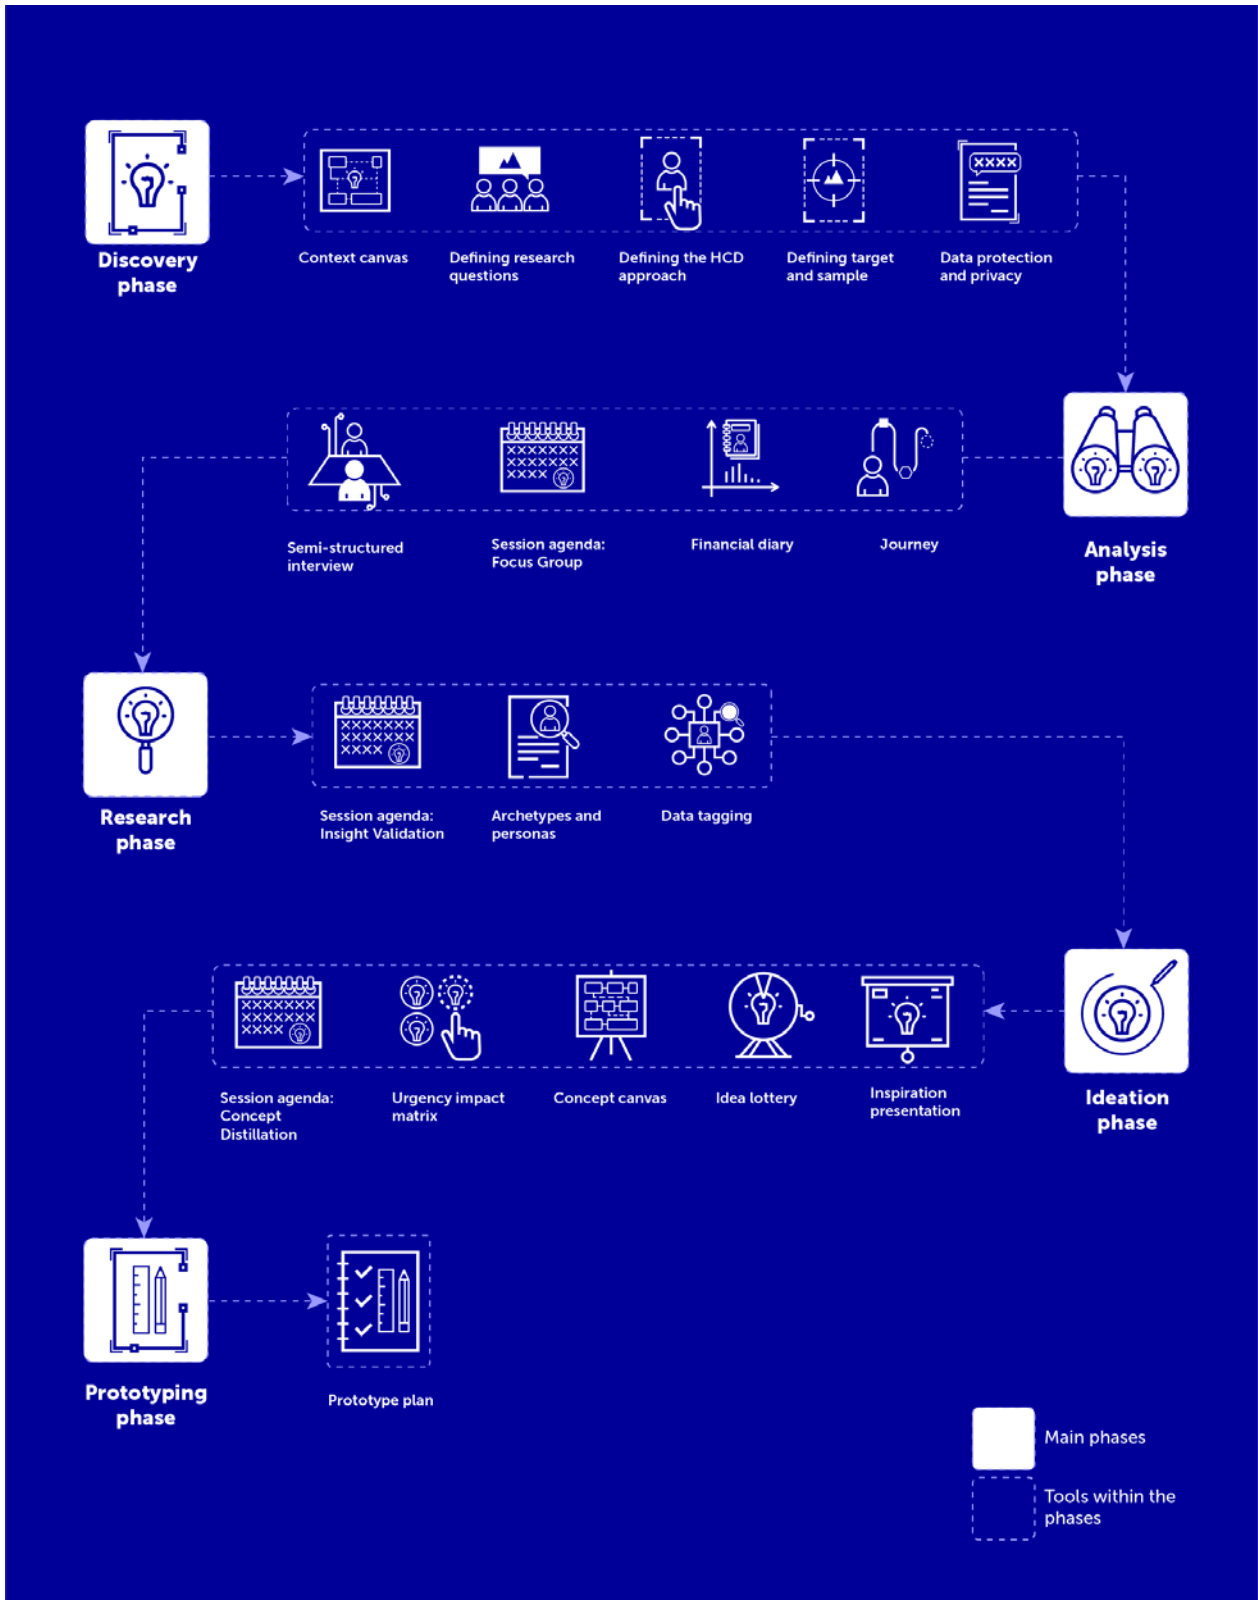 Discovery
phase
Context canvas
Defining research
questions
Defining the HCD
approach
Defining target
and sample
Data protection
and privacy
XXXX
Semi-structured
interview
Session agenda:
Focus Group
Financial diary
Journey
Analysis
phase
Research
phase
Session agenda:
Insight Validation
Archetypes and
personas
Data tagging
Session agenda:
Concept
Distillation
Urgency impact
matrix
Concept canvas
Idea lottery
Inspiration
presentation
Ideation
phase
Prototyping
phase
Prototype plan
Main phases
Tools within the
phases